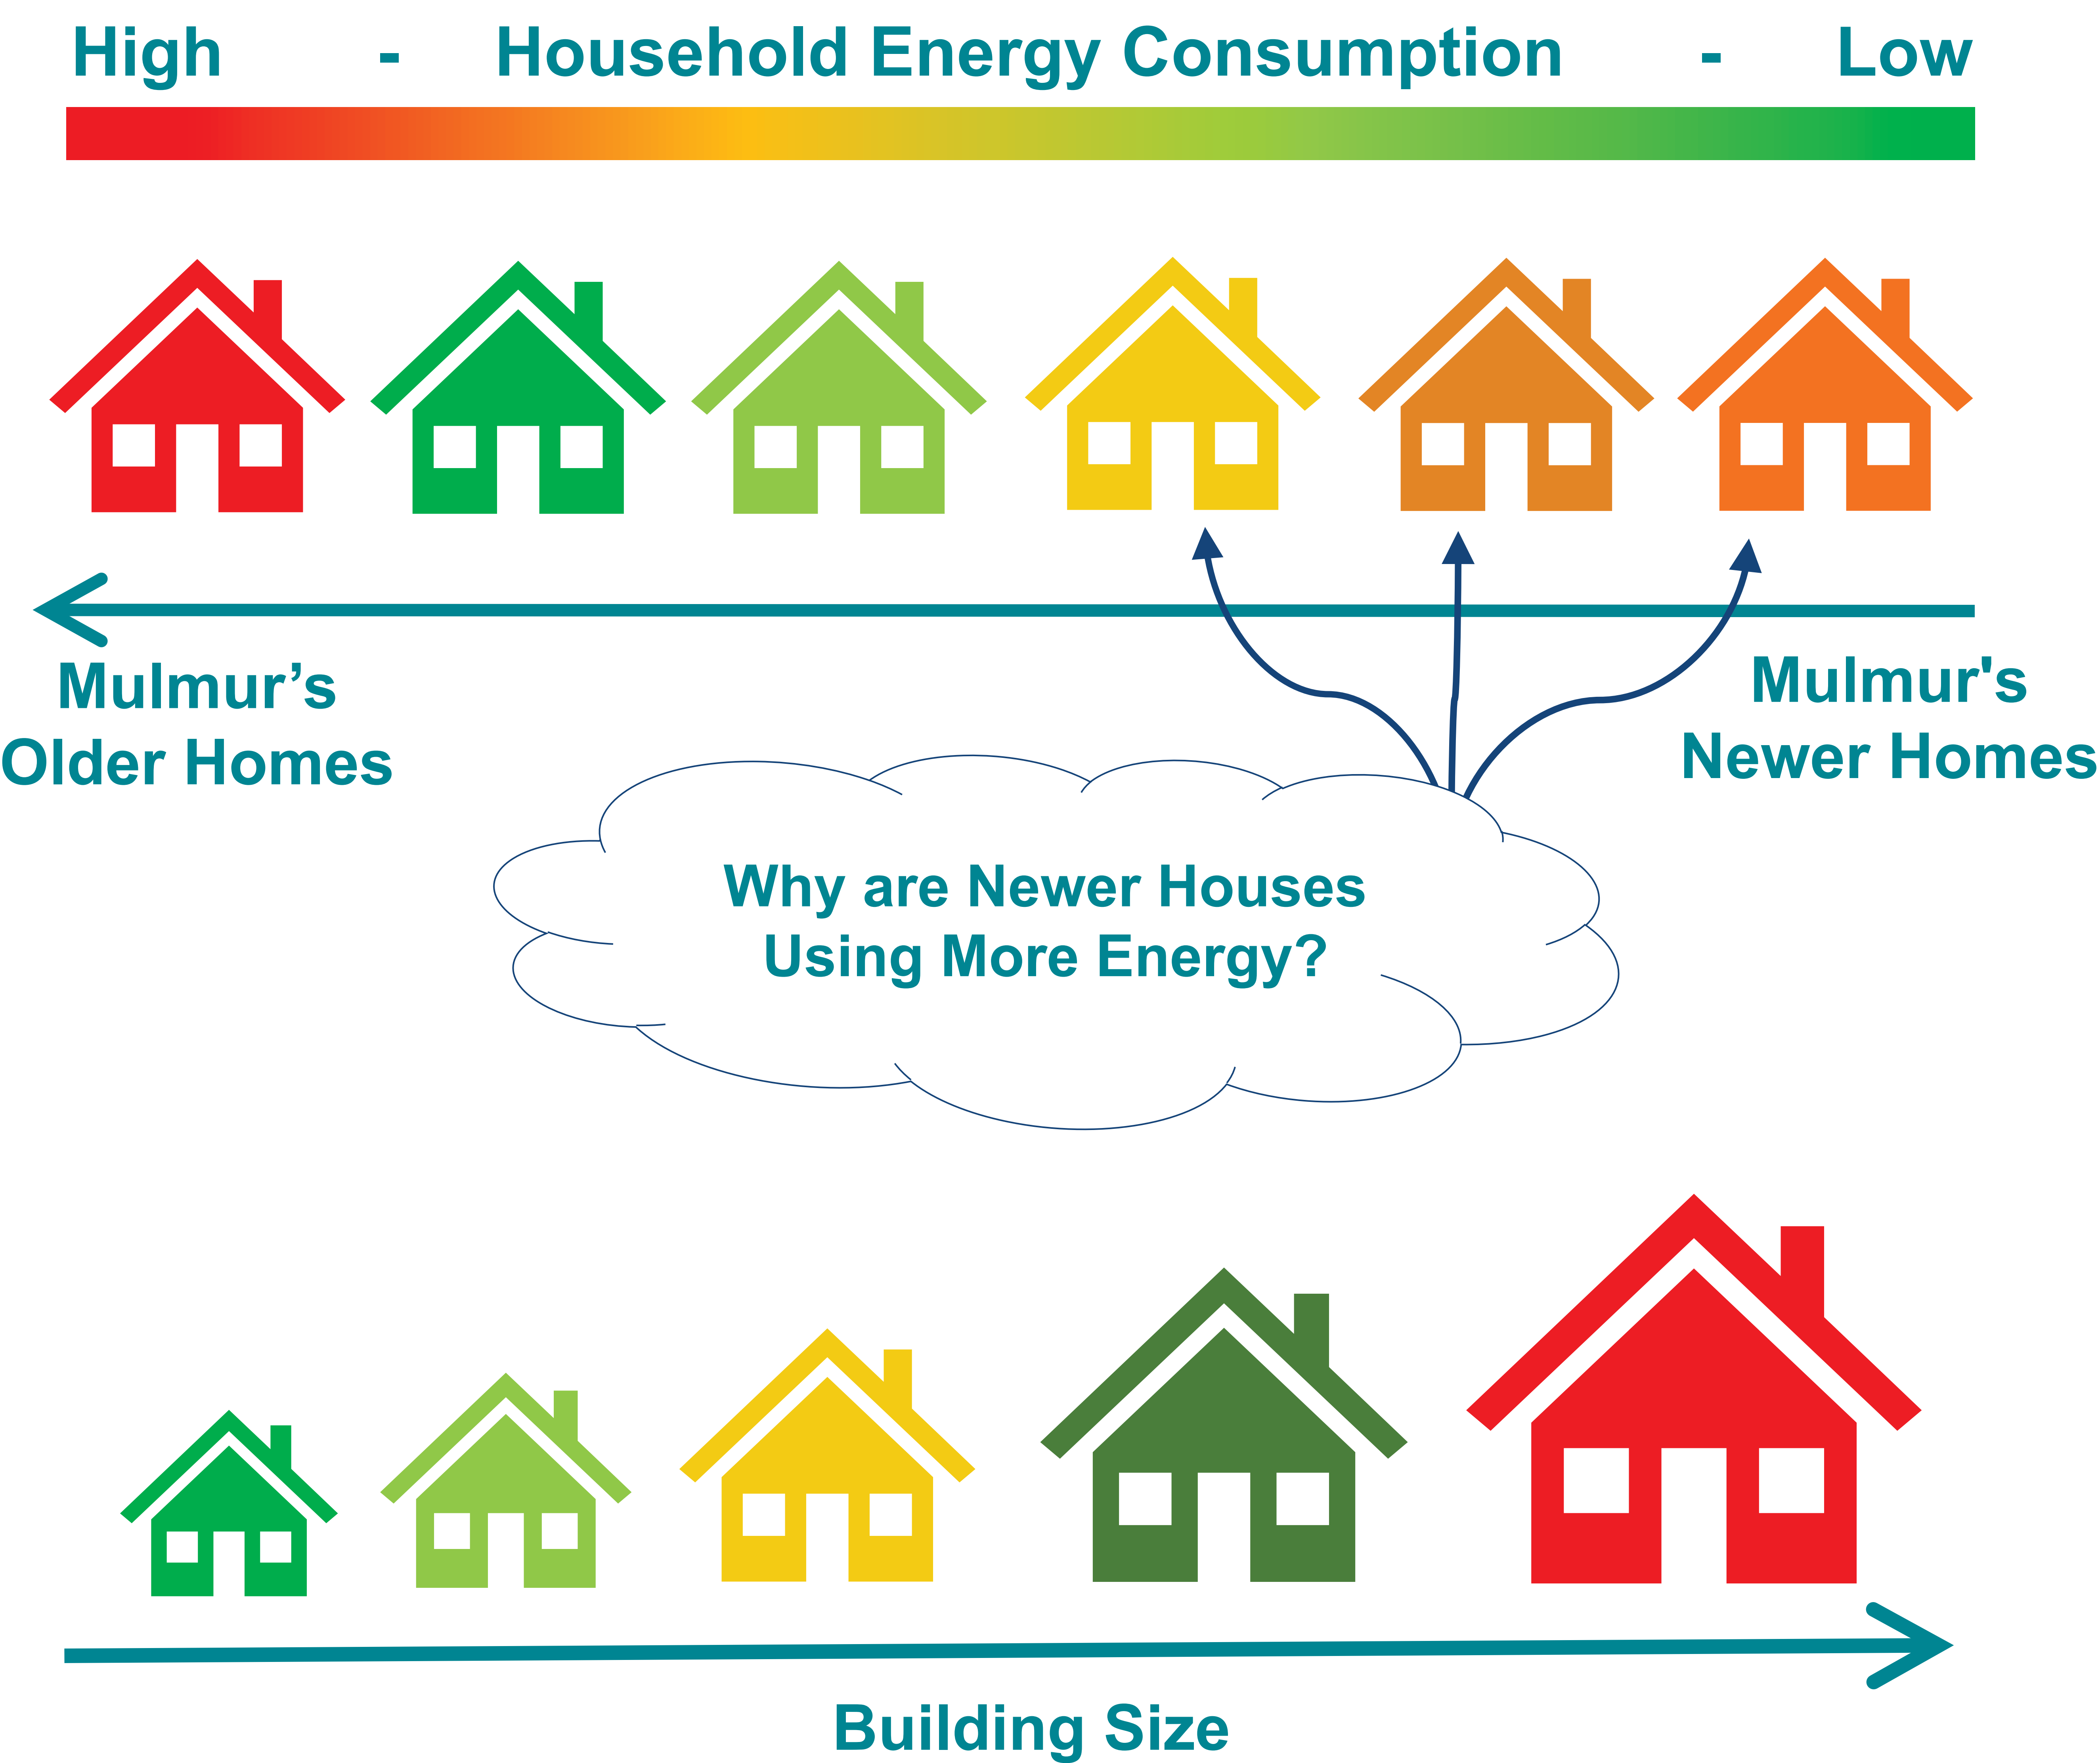 High - Household Energy Consumption - Low
Mulmur’s
Older Homes
Mulmur's
Newer Homes
Why are Newer Houses
Using More Energy?
Building Size